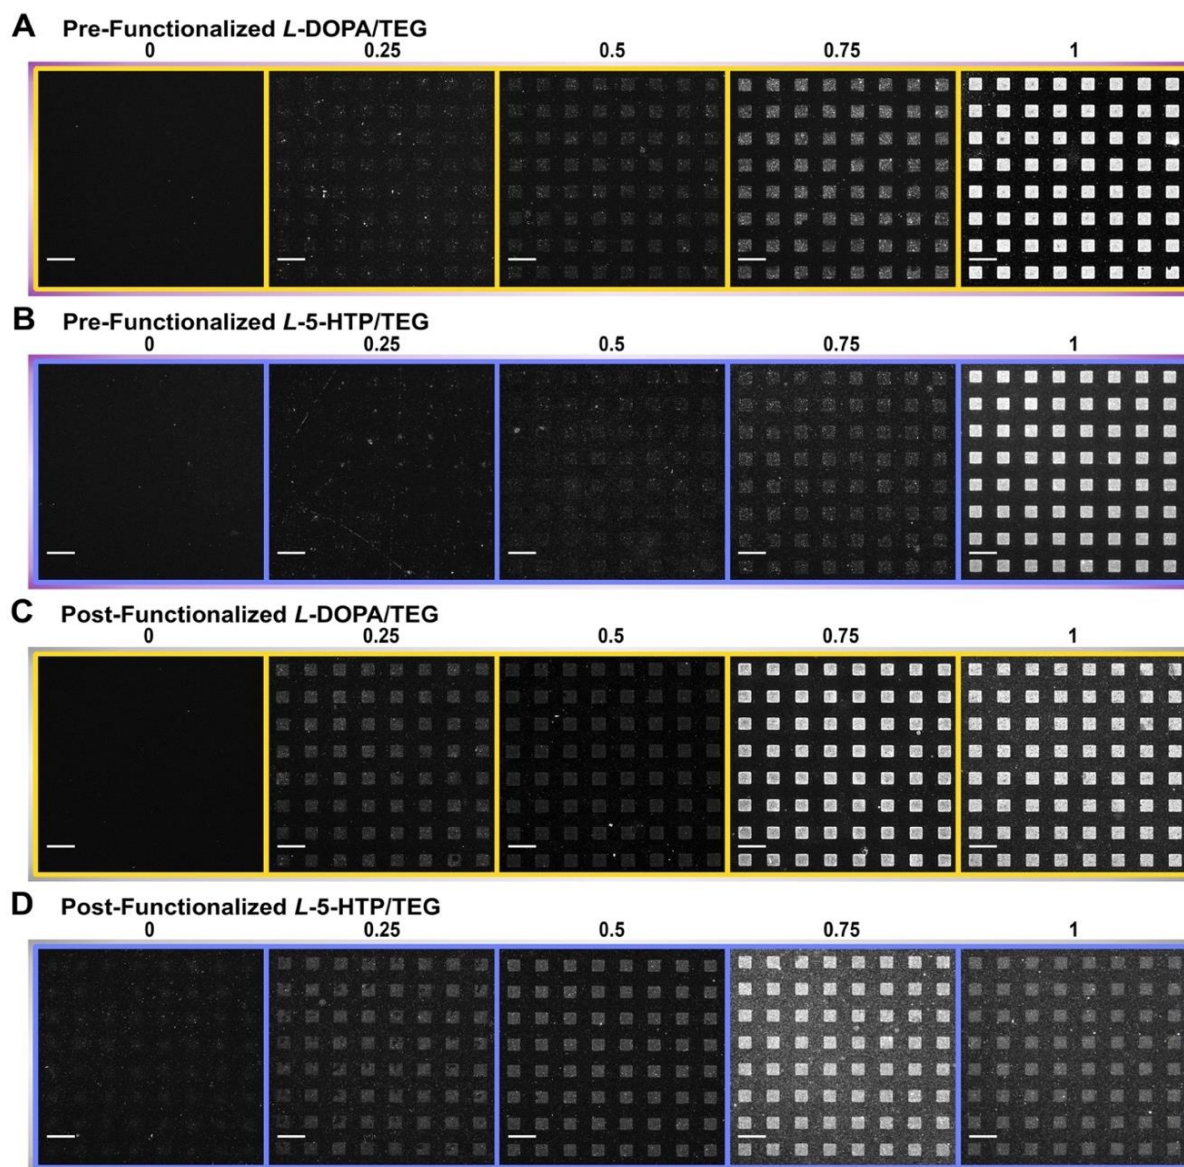 A Pre-Functionalized L-DOPA/TEG
0 0.25 0.5 0.75 1
B Pre-Functionalized L-5-HTP/TEG
0 0.25 0.5 0.75 1
C Post-Functionalized L-DOPA/TEG
0 0.25 0.5 0.75 1
D Post-Functionalized L-5-HTP/TEG
0 0.25 0.5 0.75 1